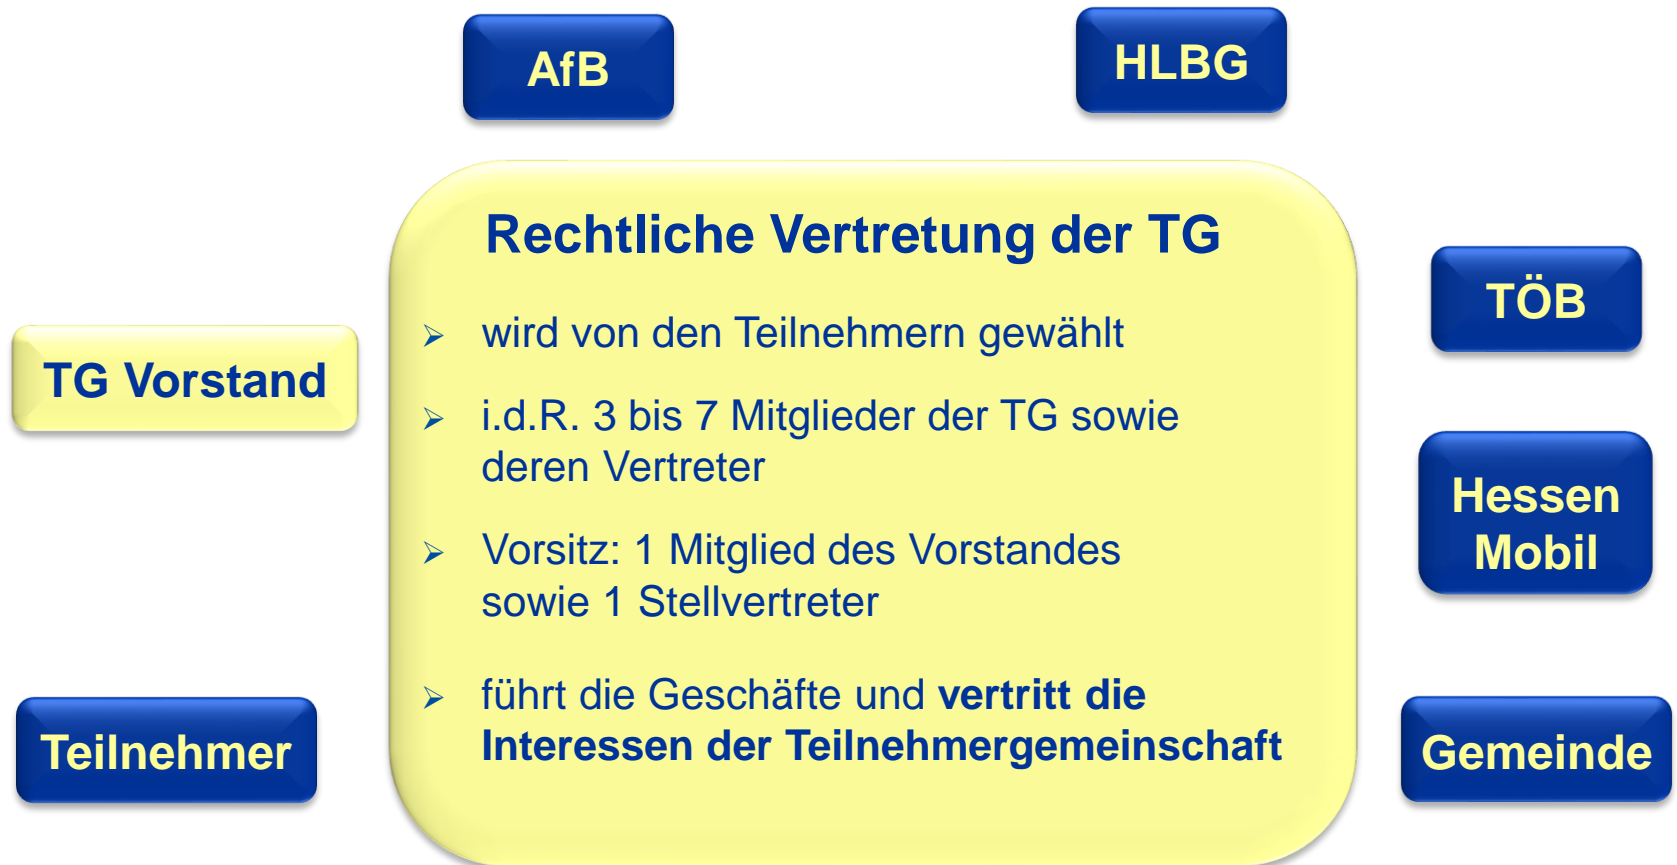 AfB
HLBG
Rechtliche Vertretung der TG
➢ wird von den Teilnehmern gewählt
➢ i.d.R. 3 bis 7 Mitglieder der TG sowie
deren Vertreter
➢ Vorsitz: 1 Mitglied des Vorstandes
sowie 1 Stellvertreter
➢ führt die Geschäfte und vertritt die
Interessen der Teilnehmergemeinschaft
TG Vorstand
Teilnehmer
TÖB
Hessen
Mobil
Gemeinde